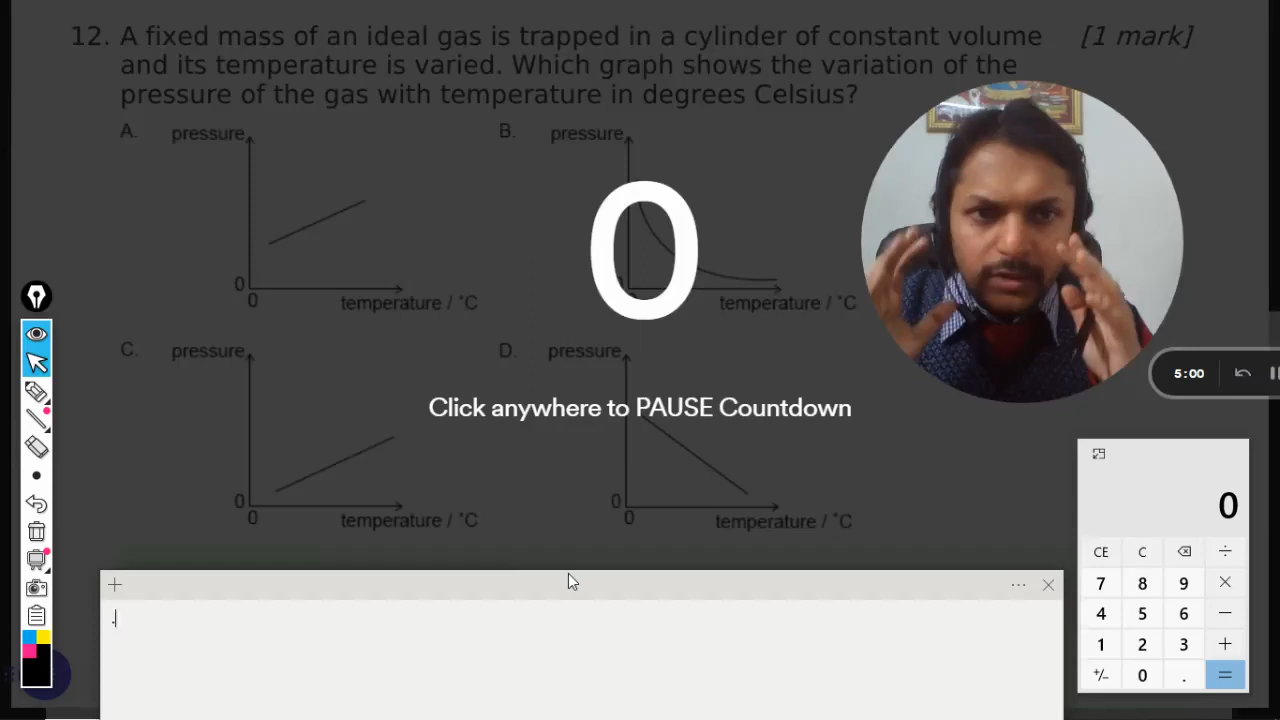 12. A fixed mass of an ideal gas is trapped in a cylinder of constant volume [1 mark]
and its temperature is varied. Which graph shows the variation of the
pressure of the gas with temperature in degrees Celsius?
A. pressure
0
0 temperature / °C
B. pressure
0
temperature / °C
C. pressure
0
0 temperature / °C
D. pressure
0
0 temperature / °C
Click anywhere to PAUSE Countdown
5:00
.
0
CE C ⌫ ÷
7 8 9 ×
4 5 6 −
1 2 3 +
+/− 0 . =